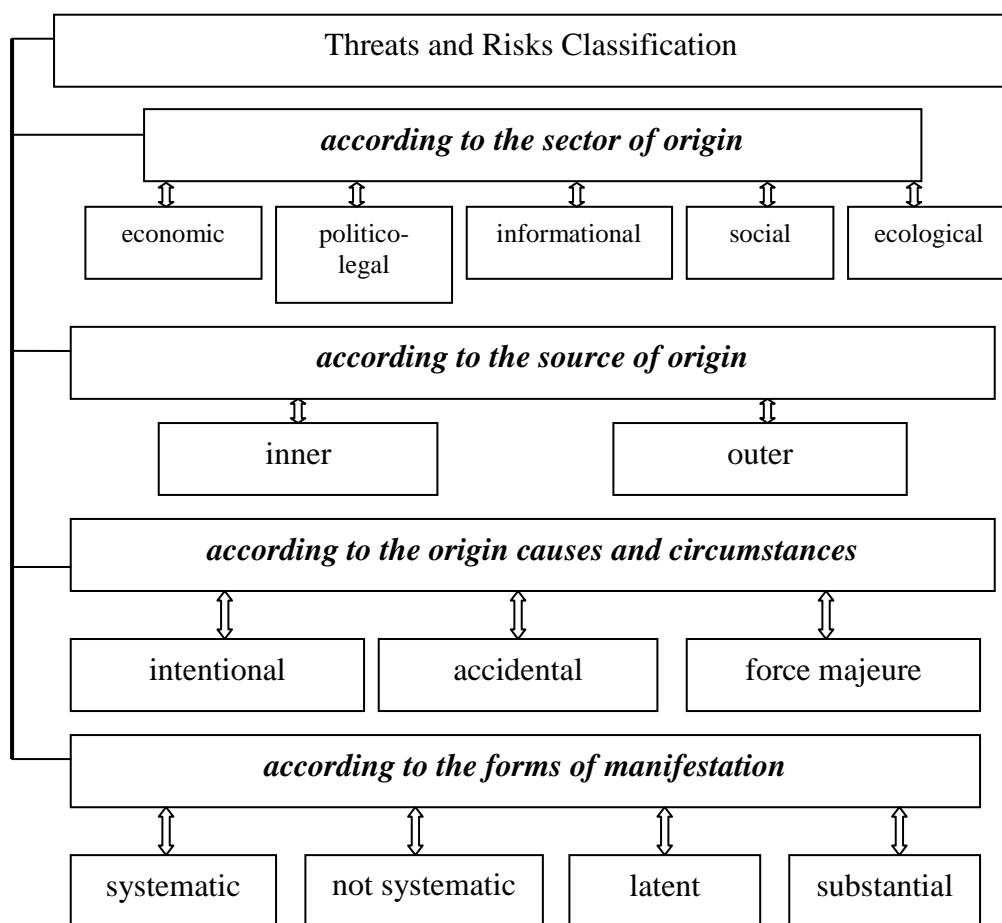 Threats and Risks Classification
according to the sector of origin
economic
politico-
legal
informational
social
ecological
according to the source of origin
inner
outer
according to the origin causes and circumstances
intentional
accidental
force majeure
according to the forms of manifestation
systematic
not systematic
latent
substantial